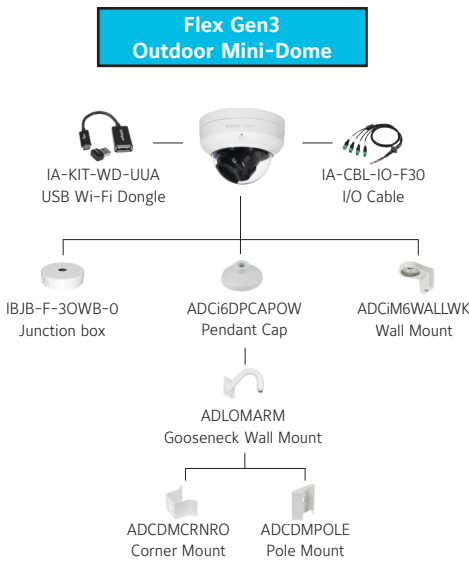 Flex Gen3
Outdoor Mini-Dome
IA-KIT-WD-UUA
USB Wi-Fi Dongle
IA-CBL-IO-F30
I/O Cable
IBJB-F-3OWB-0
Junction box
ADCi6DPCAPOW
Pendant Cap
ADCiM6WALLWK
Wall Mount
ADLOMARM
Gooseneck Wall Mount
ADCDMCRNRO
Corner Mount
ADCDMPOLE
Pole Mount